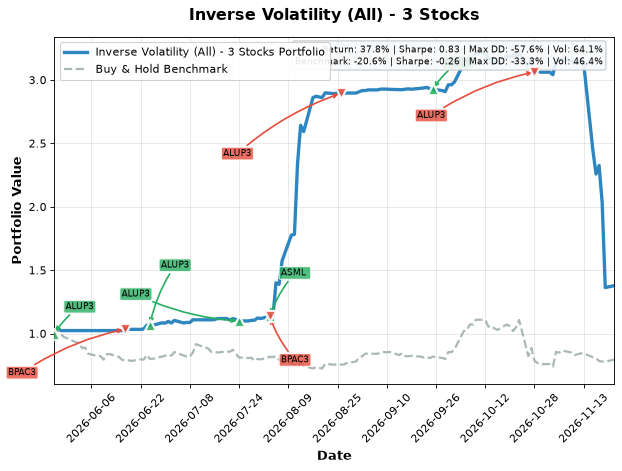 Inverse Volatility (All) - 3 Stocks
Inverse Volatility (All) - 3 Stocks Portfolio
Buy & Hold Benchmark
37.8% | Sharpe: 0.83 | Max DD: -57.6% | Vol: 64.1%
-20.6% | Sharpe: -0.26 | Max DD: -33.3% | Vol: 46.4%
Portfolio Value
3.0
2.5
2.0
1.5
1.0
ALUP3
ALUP3
ALUP3
ASML
ALUP3
ALUP3
ALUP3
BPAC3
BPAC3
2026-06-06
2026-06-22
2026-07-08
2026-07-24
2026-08-09
2026-08-25
2026-09-10
2026-09-26
2026-10-12
2026-10-28
2026-11-13
Date